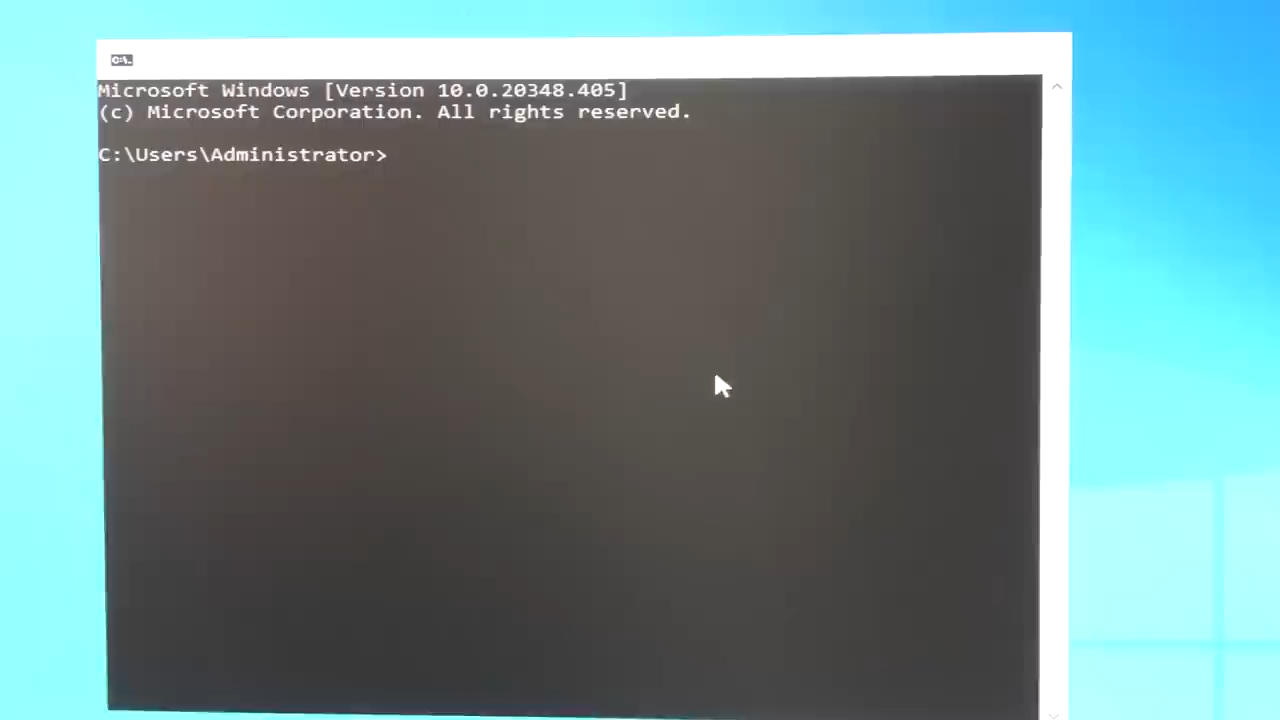 C:\.
Microsoft Windows [Version 10.0.20348.405]
(c) Microsoft Corporation. All rights reserved.
C:\Users\Administrator>